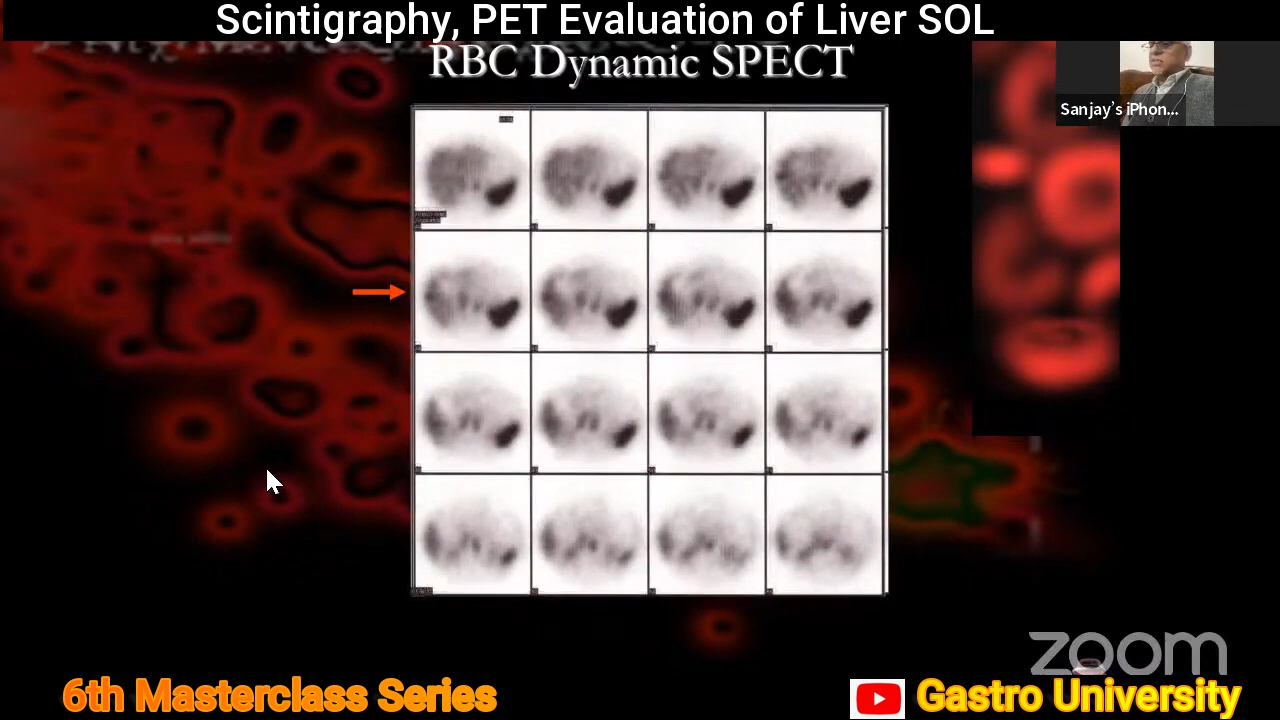 Scintigraphy, PET Evaluation of Liver SOL
RBC Dynamic SPECT
Sanjay's iPhon...
zoom
6th Masterclass Series
Gastro University